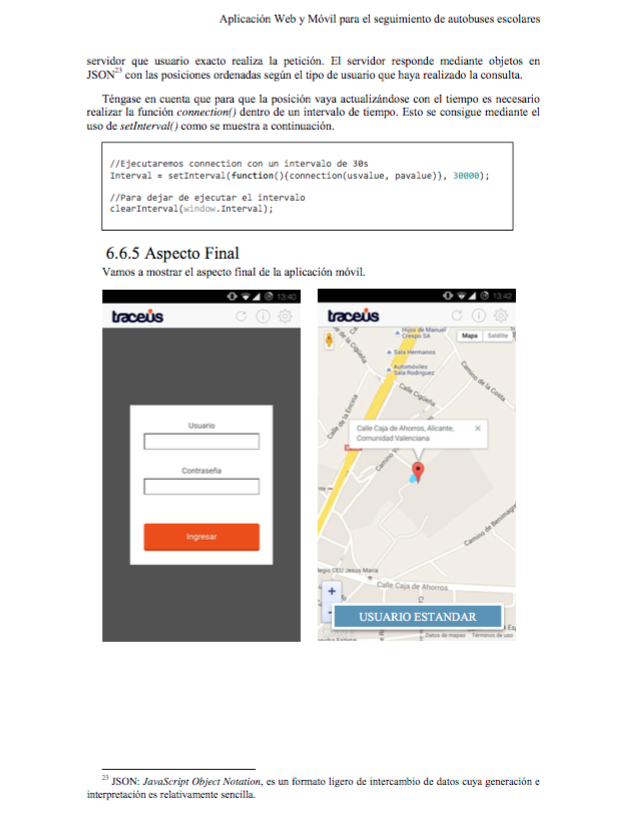 Aplicación Web y Móvil para el seguimiento de autobuses escolares
servidor que usuario exacto realiza la petición. El servidor responde mediante objetos en
JSON23 con las posiciones ordenadas según el tipo de usuario que haya realizado la consulta.
Téngase en cuenta que para que la posición vaya actualizándose con el tiempo es necesario
realizar la función connection() dentro de un intervalo de tiempo. Esto se consigue mediante el
uso de setInterval() como se muestra a continuación.
//Ejecutaremos connection con un intervalo de 30s
Interval = setInterval(function(){connection(usvalue, pavalue)}, 30000);
//Para dejar de ejecutar el intervalo
clearInterval(window.Interval);
6.6.5 Aspecto Final
Vamos a mostrar el aspecto final de la aplicación móvil.
13:40
traceus
Usuario
Contraseña
Ingresar
13:42
traceus
Hijos de Manuel
Crespo SA
Mapa
Satélite
de la Cigüeña
Sala Hermanos
Automóviles
Sala Rodriguez
Camino de la Costa
Calle Cigüeña
Calle de la Encina
Calle Caja de Ahorros, Alicante,
Comunidad Valenciana
Camino
Camino de Benimagrell
legio CEU Jesús María
Calle Caja de Ahorros
+
-
USUARIO ESTANDAR
Datos de mapas
Términos de uso
23 JSON: JavaScript Object Notation, es un formato ligero de intercambio de datos cuya generación e
interpretación es relativamente sencilla.